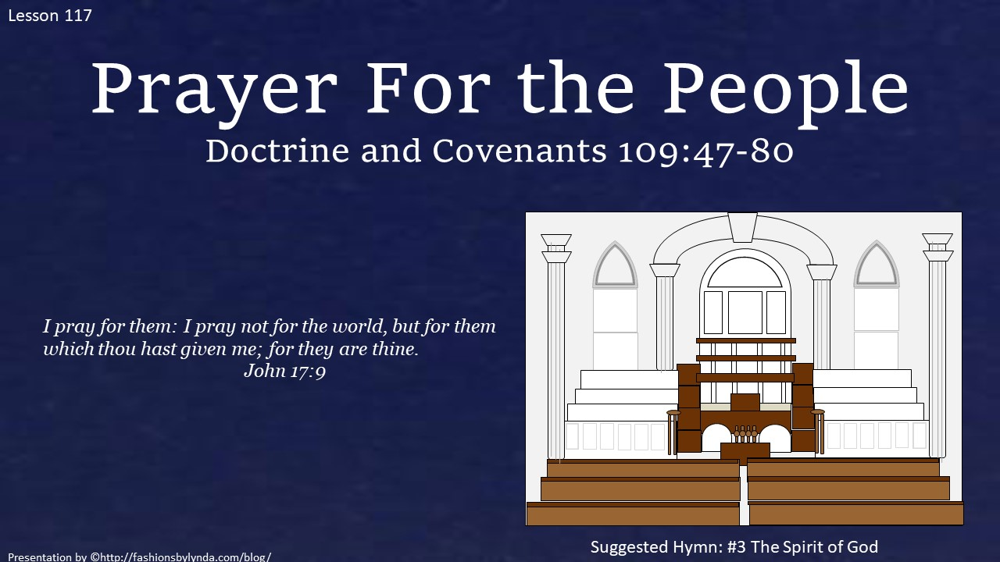 Lesson 117
Prayer For the People
Doctrine and Covenants 109:47-80
I pray for them: I pray not for the world, but for them
which thou hast given me; for they are thine.
John 17:9
Suggested Hymn: #3 The Spirit of God
Presentation by ©http://fashionsbylynda.com/blog/